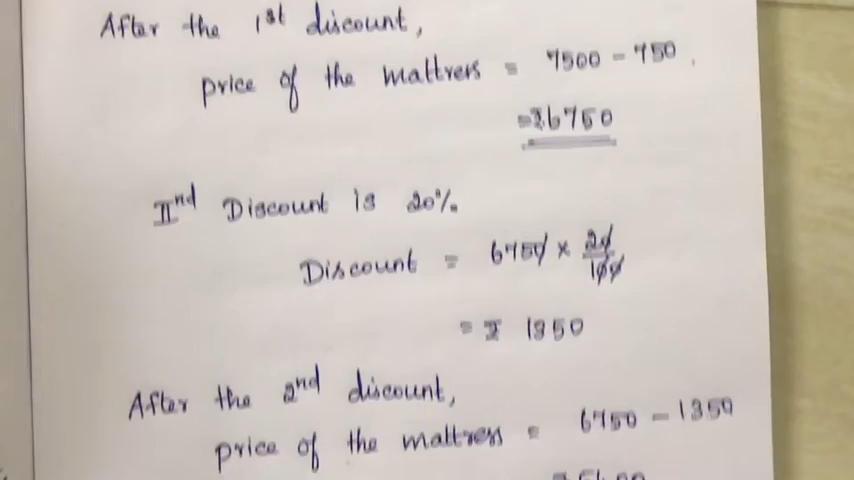 After the 1st discount,
price of the mattress = 7500 - 750.
= ₹6750
IInd Discount is 20%.
Discount = 6750 × 20/100
= ₹ 1350
After the 2nd discount,
price of the mattress = 6750 - 1350
₹5400